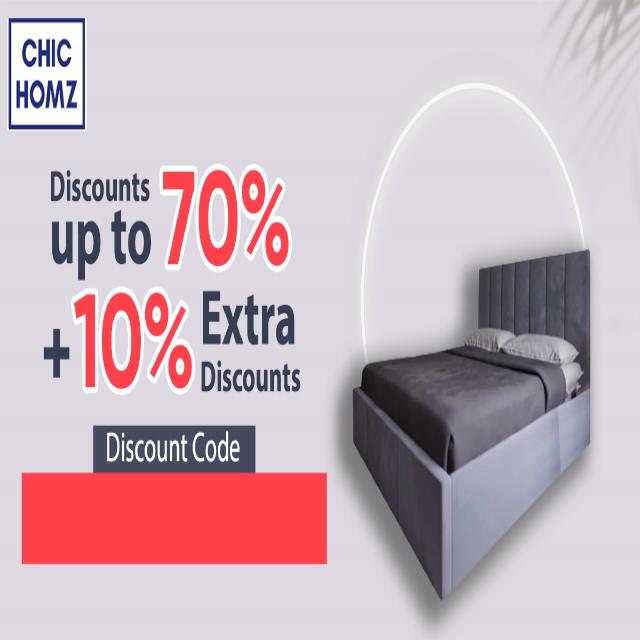 CHIC
HOMZ
Discounts
up to 70%
+10% Extra
Discounts
Discount Code